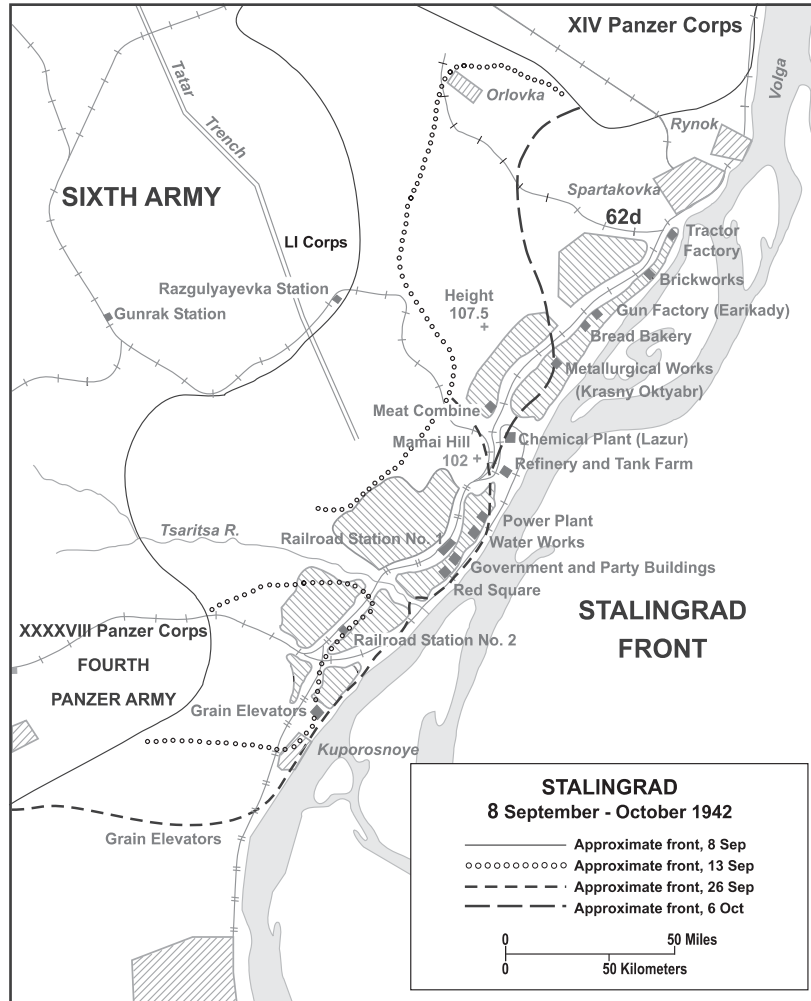 XIV Panzer Corps
Volga
Tatar
Trench
Orlovka
Rynok
SIXTH ARMY
Spartakovka
62d
LI Corps
Tractor
Factory
Brickworks
Razgulyayevka Station
Gunrak Station
Height
107.5
Gun Factory (Earikady)
Bread Bakery
Metallurgical Works
(Krasny Oktyabr)
Meat Combine
Mamai Hill
102
Chemical Plant (Lazur)
Refinery and Tank Farm
Tsaritsa R.
Railroad Station No. 1
Power Plant
Water Works
Government and Party Buildings
Red Square
STALINGRAD
FRONT
XXXXVIII Panzer Corps
FOURTH
PANZER ARMY
Railroad Station No. 2
Grain Elevators
Kuporosnoye
Grain Elevators
STALINGRAD
8 September - October 1942
Approximate front, 8 Sep
Approximate front, 13 Sep
Approximate front, 26 Sep
Approximate front, 6 Oct
0 50 Miles
0 50 Kilometers